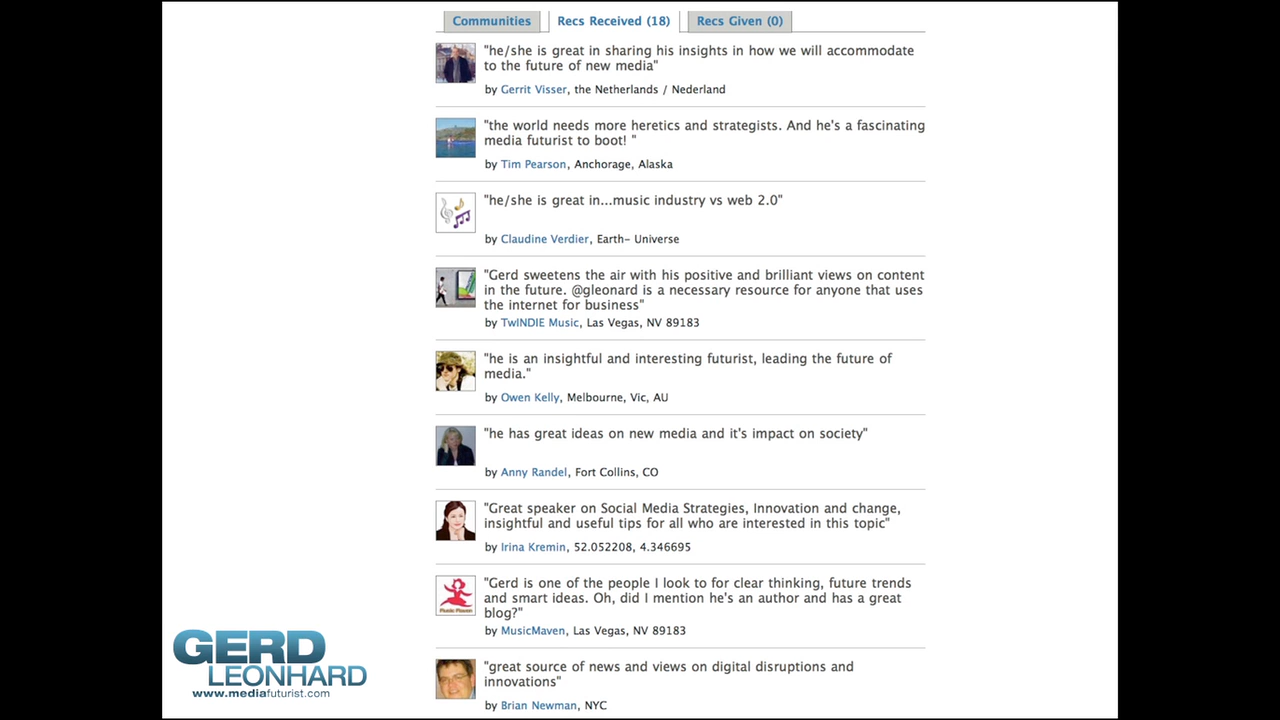 Communities
Recs Received (18)
Recs Given (0)
"he/she is great in sharing his insights in how we will accommodate
to the future of new media"
by Gerrit Visser, the Netherlands / Nederland
"the world needs more heretics and strategists. And he's a fascinating
media futurist to boot! "
by Tim Pearson, Anchorage, Alaska
"he/she is great in...music industry vs web 2.0"
by Claudine Verdier, Earth- Universe
"Gerd sweetens the air with his positive and brilliant views on content
in the future. @gleonard is a necessary resource for anyone that uses
the internet for business"
by TwINDIE Music, Las Vegas, NV 89183
"he is an insightful and interesting futurist, leading the future of
media."
by Owen Kelly, Melbourne, Vic, AU
"he has great ideas on new media and it's impact on society"
by Anny Randel, Fort Collins, CO
"Great speaker on Social Media Strategies, Innovation and change,
insightful and useful tips for all who are interested in this topic"
by Irina Kremin, 52.052208, 4.346695
"Gerd is one of the people I look to for clear thinking, future trends
and smart ideas. Oh, did I mention he's an author and has a great
blog?"
by MusicMaven, Las Vegas, NV 89183
Music Maven
"great source of news and views on digital disruptions and
innovations"
by Brian Newman, NYC
GERD
LEONHARD
www.mediafuturist.com